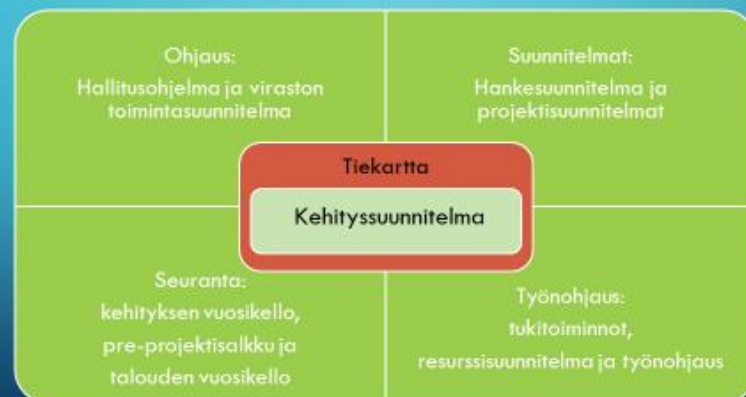 Ohjaus:
Hallitusohjelma ja viraston
toimintasuunnitelma
Suunnitelmat:
Hankesuunnitelma ja
projektisuunnitelmat
Tiekartta
Kehityssuunnitelma
Seuranta:
kehityksen vuosikello,
pre-projektisalkku ja
talouden vuosikello
Työnohjaus:
tukitoiminnot,
resurssisuunnitelma ja työnohjaus